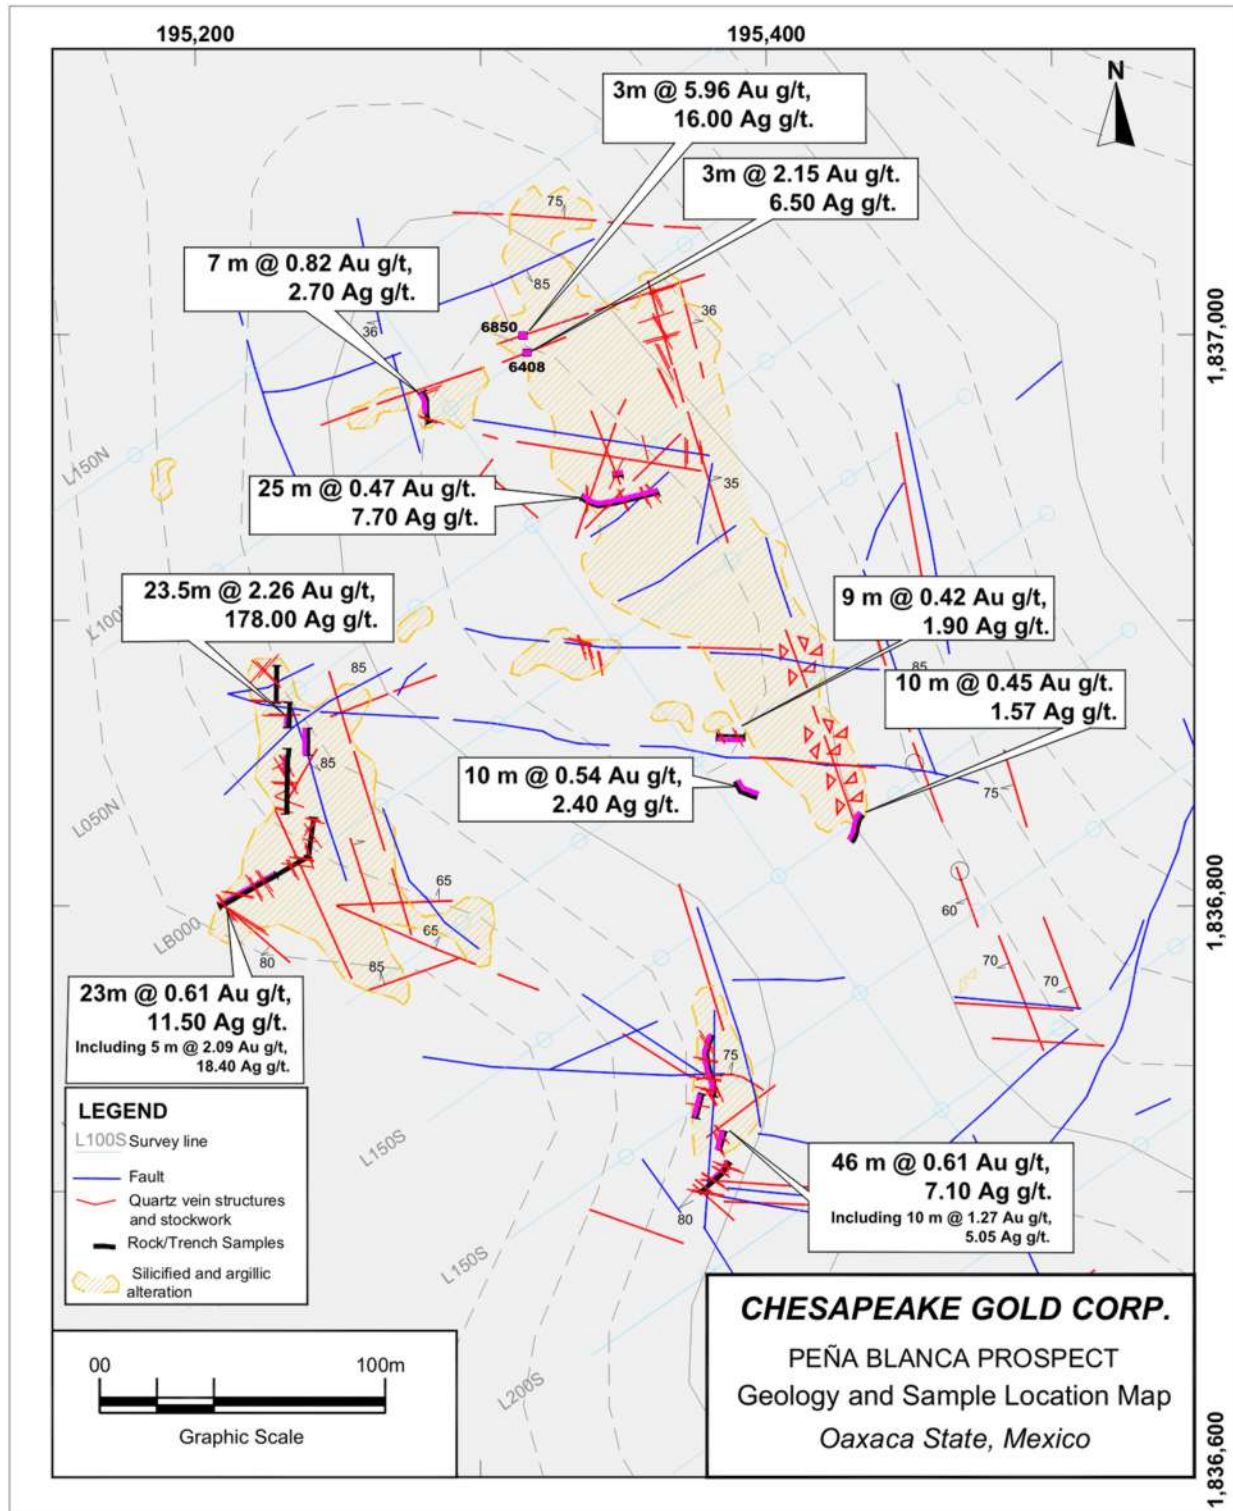 195,200
195,400
N
3m @ 5.96 Au g/t,
16.00 Ag g/t.
3m @ 2.15 Au g/t.
6.50 Ag g/t.
75
7 m @ 0.82 Au g/t,
2.70 Ag g/t.
85
36
36
6850
6408
1,837,000
L150N
25 m @ 0.47 Au g/t.
7.70 Ag g/t.
35
23.5m @ 2.26 Au g/t,
178.00 Ag g/t.
L100
9 m @ 0.42 Au g/t,
1.90 Ag g/t.
85
85
10 m @ 0.45 Au g/t.
1.57 Ag g/t.
85
10 m @ 0.54 Au g/t,
2.40 Ag g/t.
75
L050N
65
65
60
1,836,800
LB000
80
85
70
70
23m @ 0.61 Au g/t,
11.50 Ag g/t.
Including 5 m @ 2.09 Au g/t,
18.40 Ag g/t.
75
LEGEND
L100S Survey line
Fault
Quartz vein structures
and stockwork
Rock/Trench Samples
Silicified and argillic
alteration
L150S
46 m @ 0.61 Au g/t,
7.10 Ag g/t.
Including 10 m @ 1.27 Au g/t,
5.05 Ag g/t.
80
L150S
L200S
00
100m
Graphic Scale
CHESAPEAKE GOLD CORP.
PEÑA BLANCA PROSPECT
Geology and Sample Location Map
Oaxaca State, Mexico
1,836,600